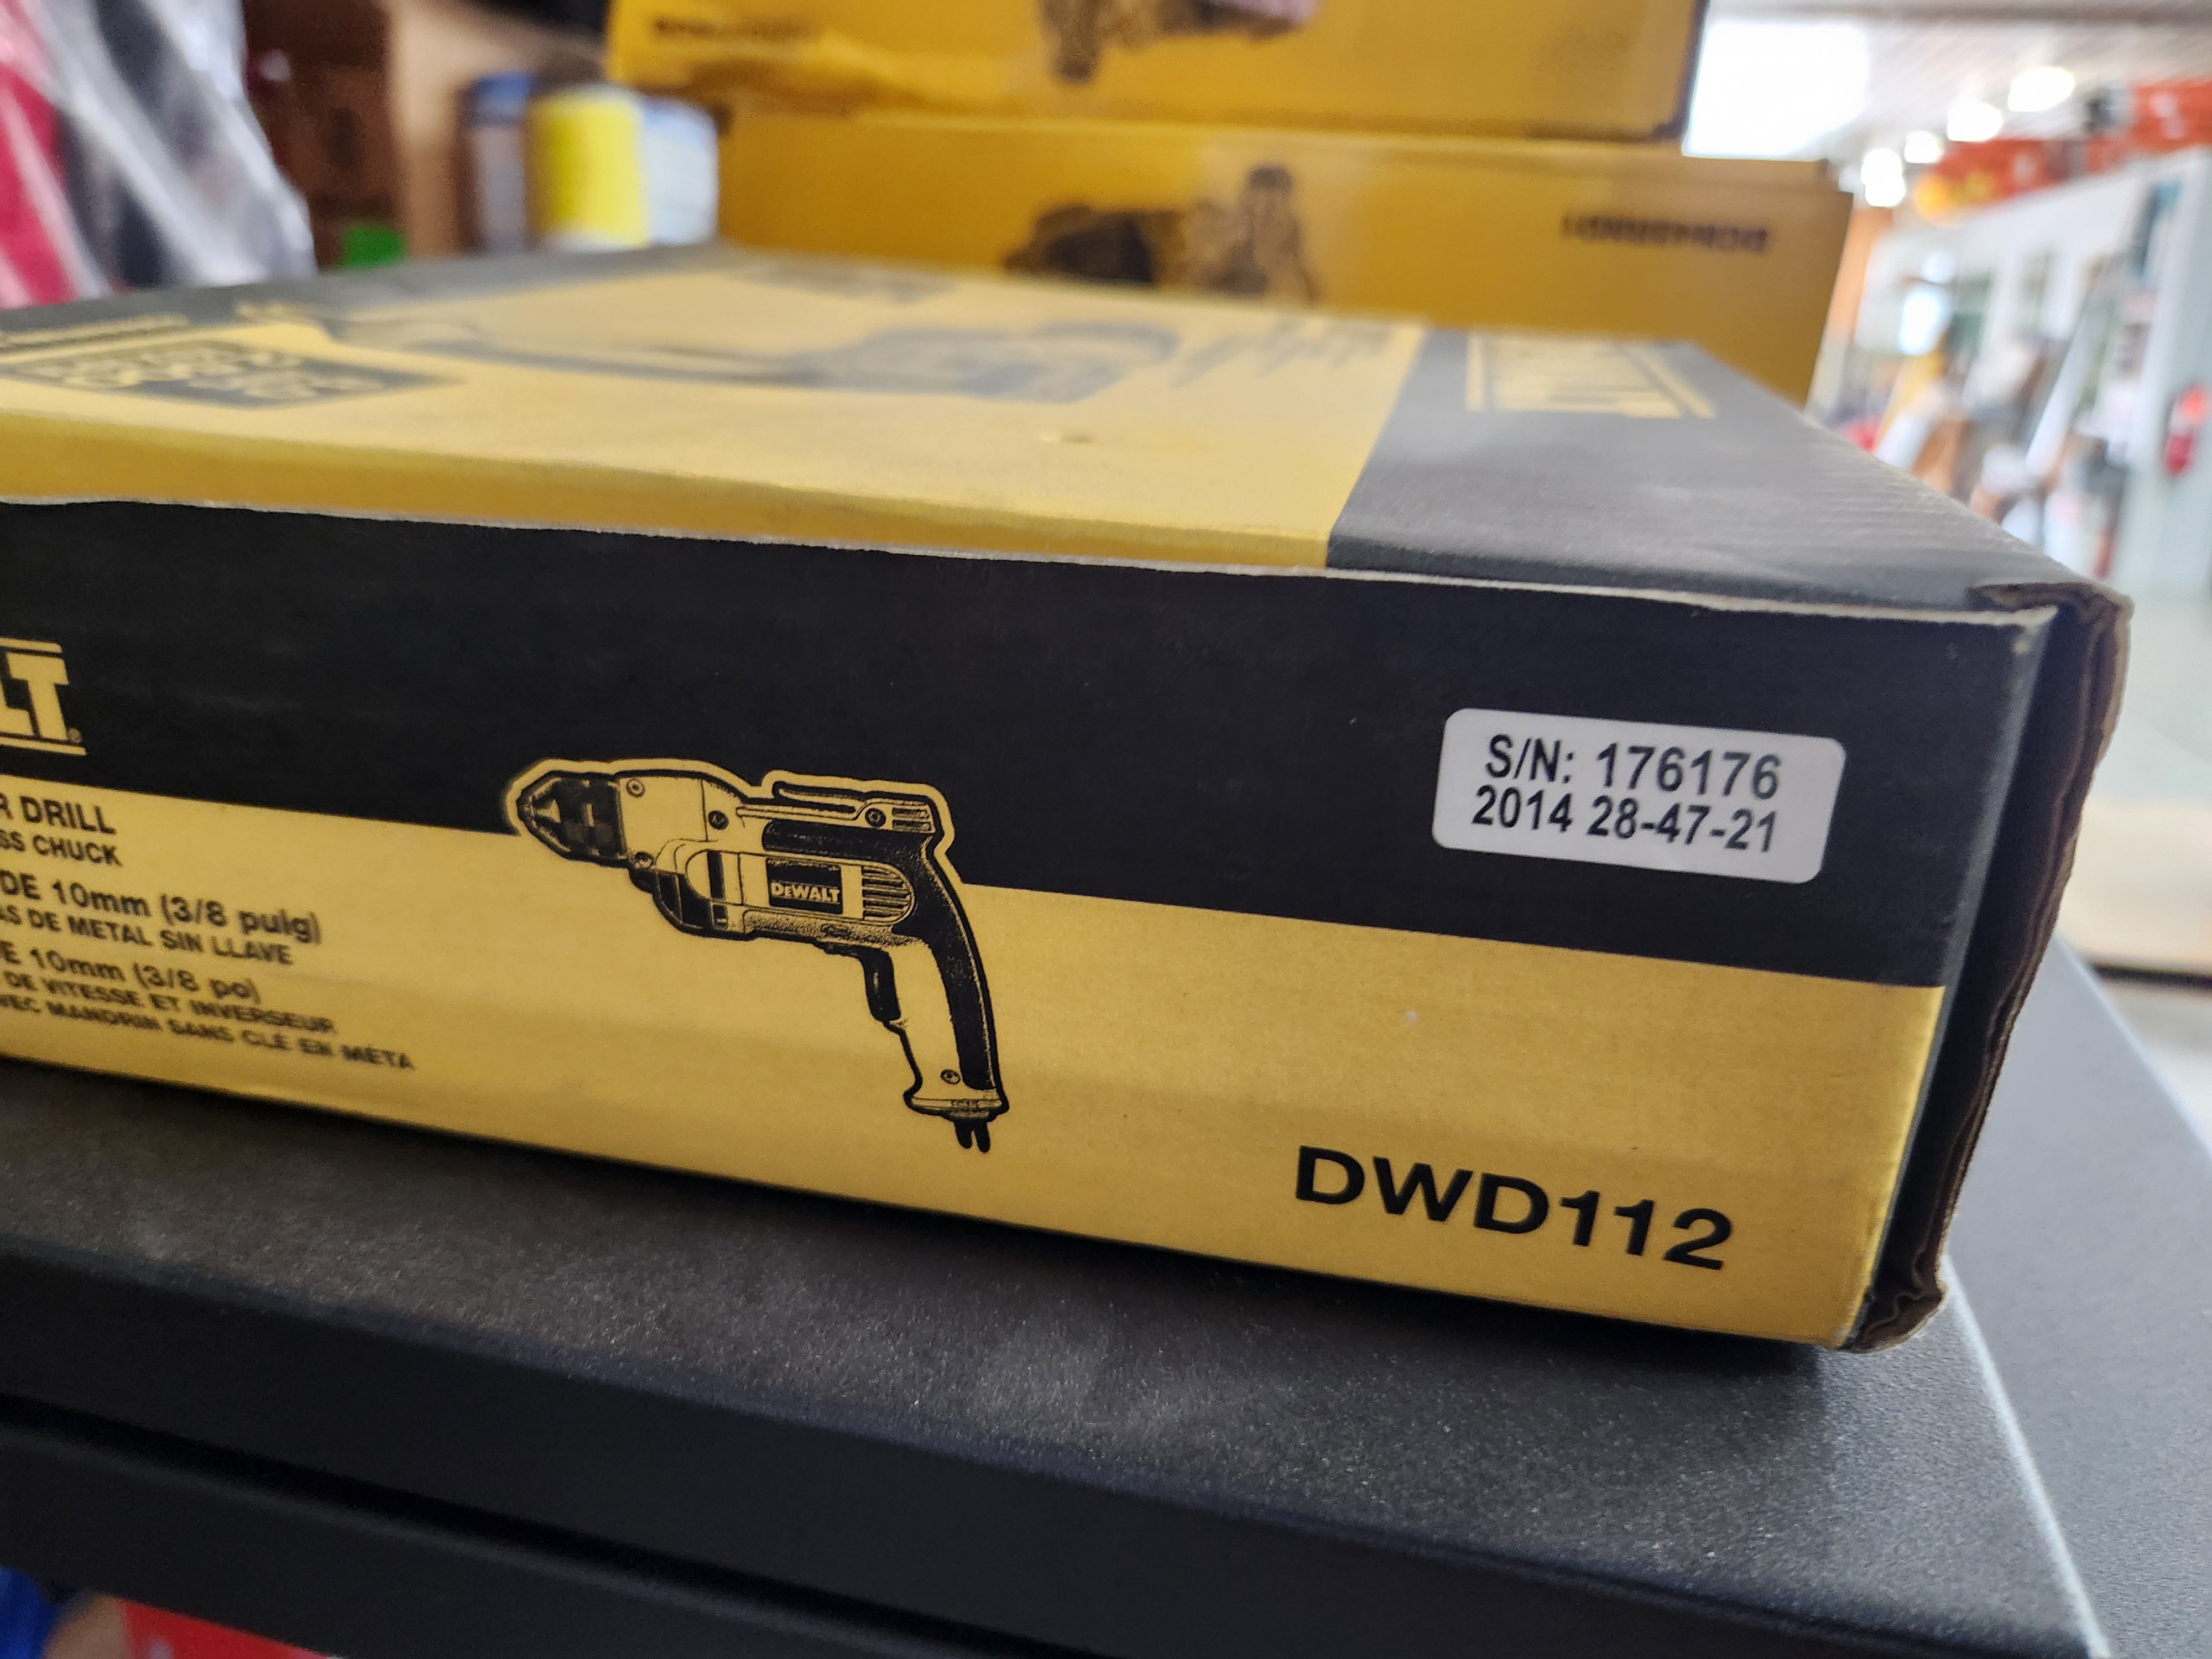 LT
R DRILL
SS CHUCK
DE 10mm (3/8 pulg)
AS DE METAL SIN LLAVE
E 10mm (3/8 po)
DE VITESSE ET INVERSEUR
VEC MANDRIN SANS CLÉ EN MÉTA
DEWALT
S/N: 176176
2014 28-47-21
DWD112